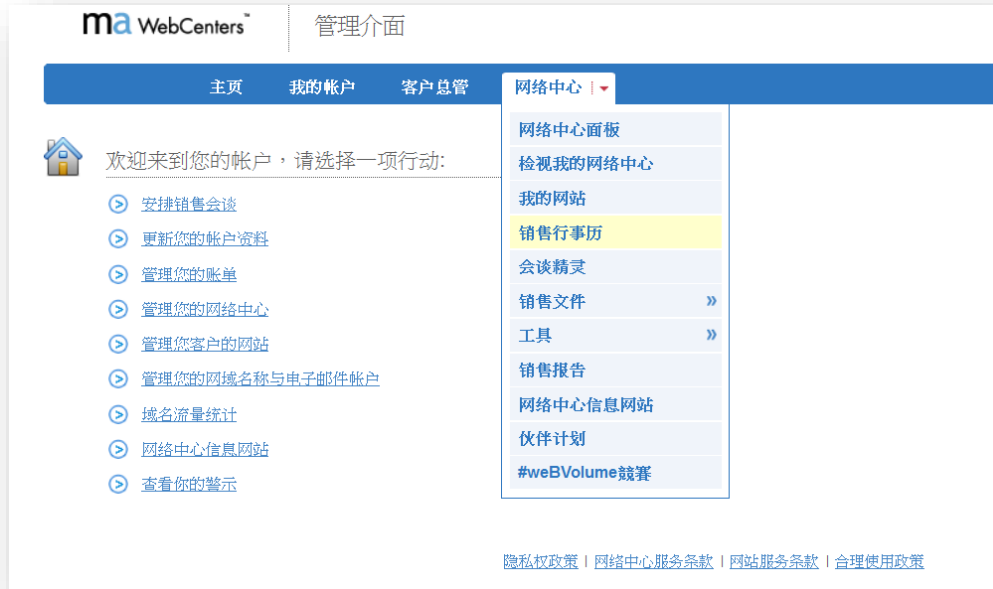 ma WebCenters™ 管理介面
主页 我的帐户 客户总管 网络中心
网络中心面板
检视我的网络中心
我的网站
销售行事历
会谈精灵
销售文件 »
工具 »
销售报告
网络中心信息网站
伙伴计划
#weBVolume競赛
欢迎来到您的帐户，请选择一项行动:
安排销售会谈
更新您的帐户资料
管理您的账单
管理您的网络中心
管理您客户的网站
管理您的网域名称与电子邮件帐户
域名流量统计
网络中心信息网站
查看你的警示
隐私权政策 | 网络中心服务条款 | 网站服务条款 | 合理使用政策